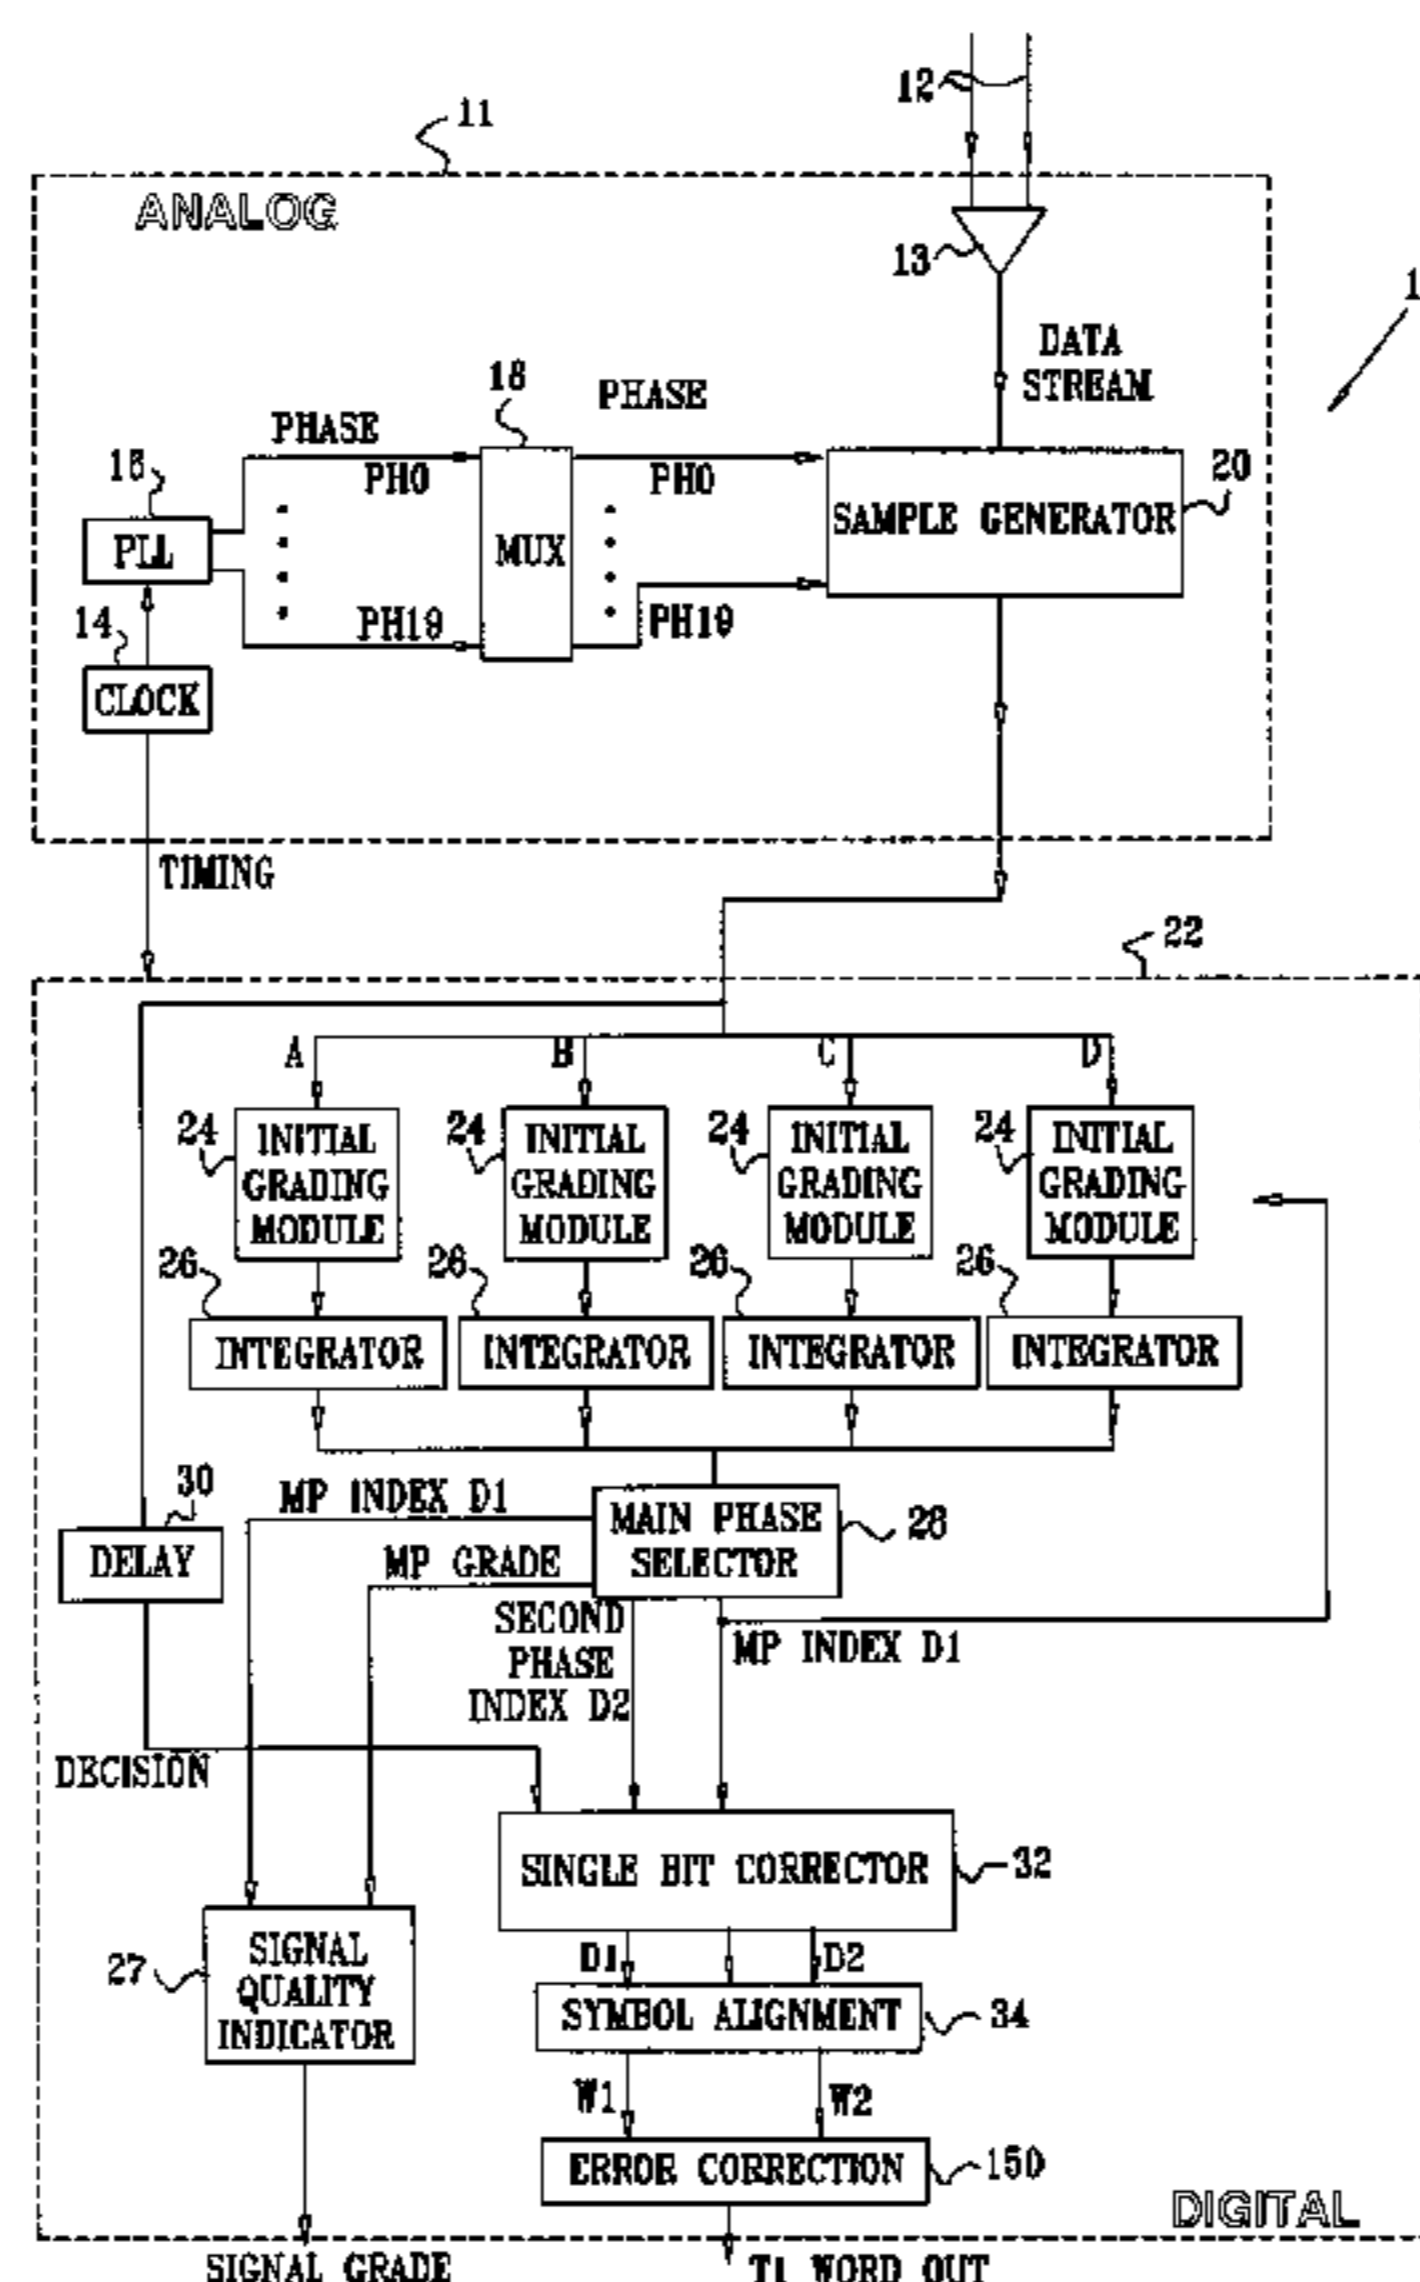 12
11
ANALOG
13
1
DATA
STREAM
18
PHASE
PHASE
16
PH0
PH0
20
SAMPLE GENERATOR
PLL
MUX
14
PH19
PH19
CLOCK
TIMING
22
A
B
C
D
24
INITIAL
GRADING
MODULE
24
INITIAL
GRADING
MODULE
24
INITIAL
GRADING
MODULE
24
INITIAL
GRADING
MODULE
26
26
26
26
INTEGRATOR
INTEGRATOR
INTEGRATOR
INTEGRATOR
30
MP INDEX D1
MAIN PHASE
SELECTOR
28
DELAY
MP GRADE
SECOND
PHASE
INDEX D2
MP INDEX D1
DECISION
SINGLE BIT CORRECTOR
32
27
SIGNAL
QUALITY
INDICATOR
D1
D2
SYMBOL ALIGNMENT
34
W1
W2
ERROR CORRECTION
150
DIGITAL
SIGNAL GRADE
T1 WORD OUT